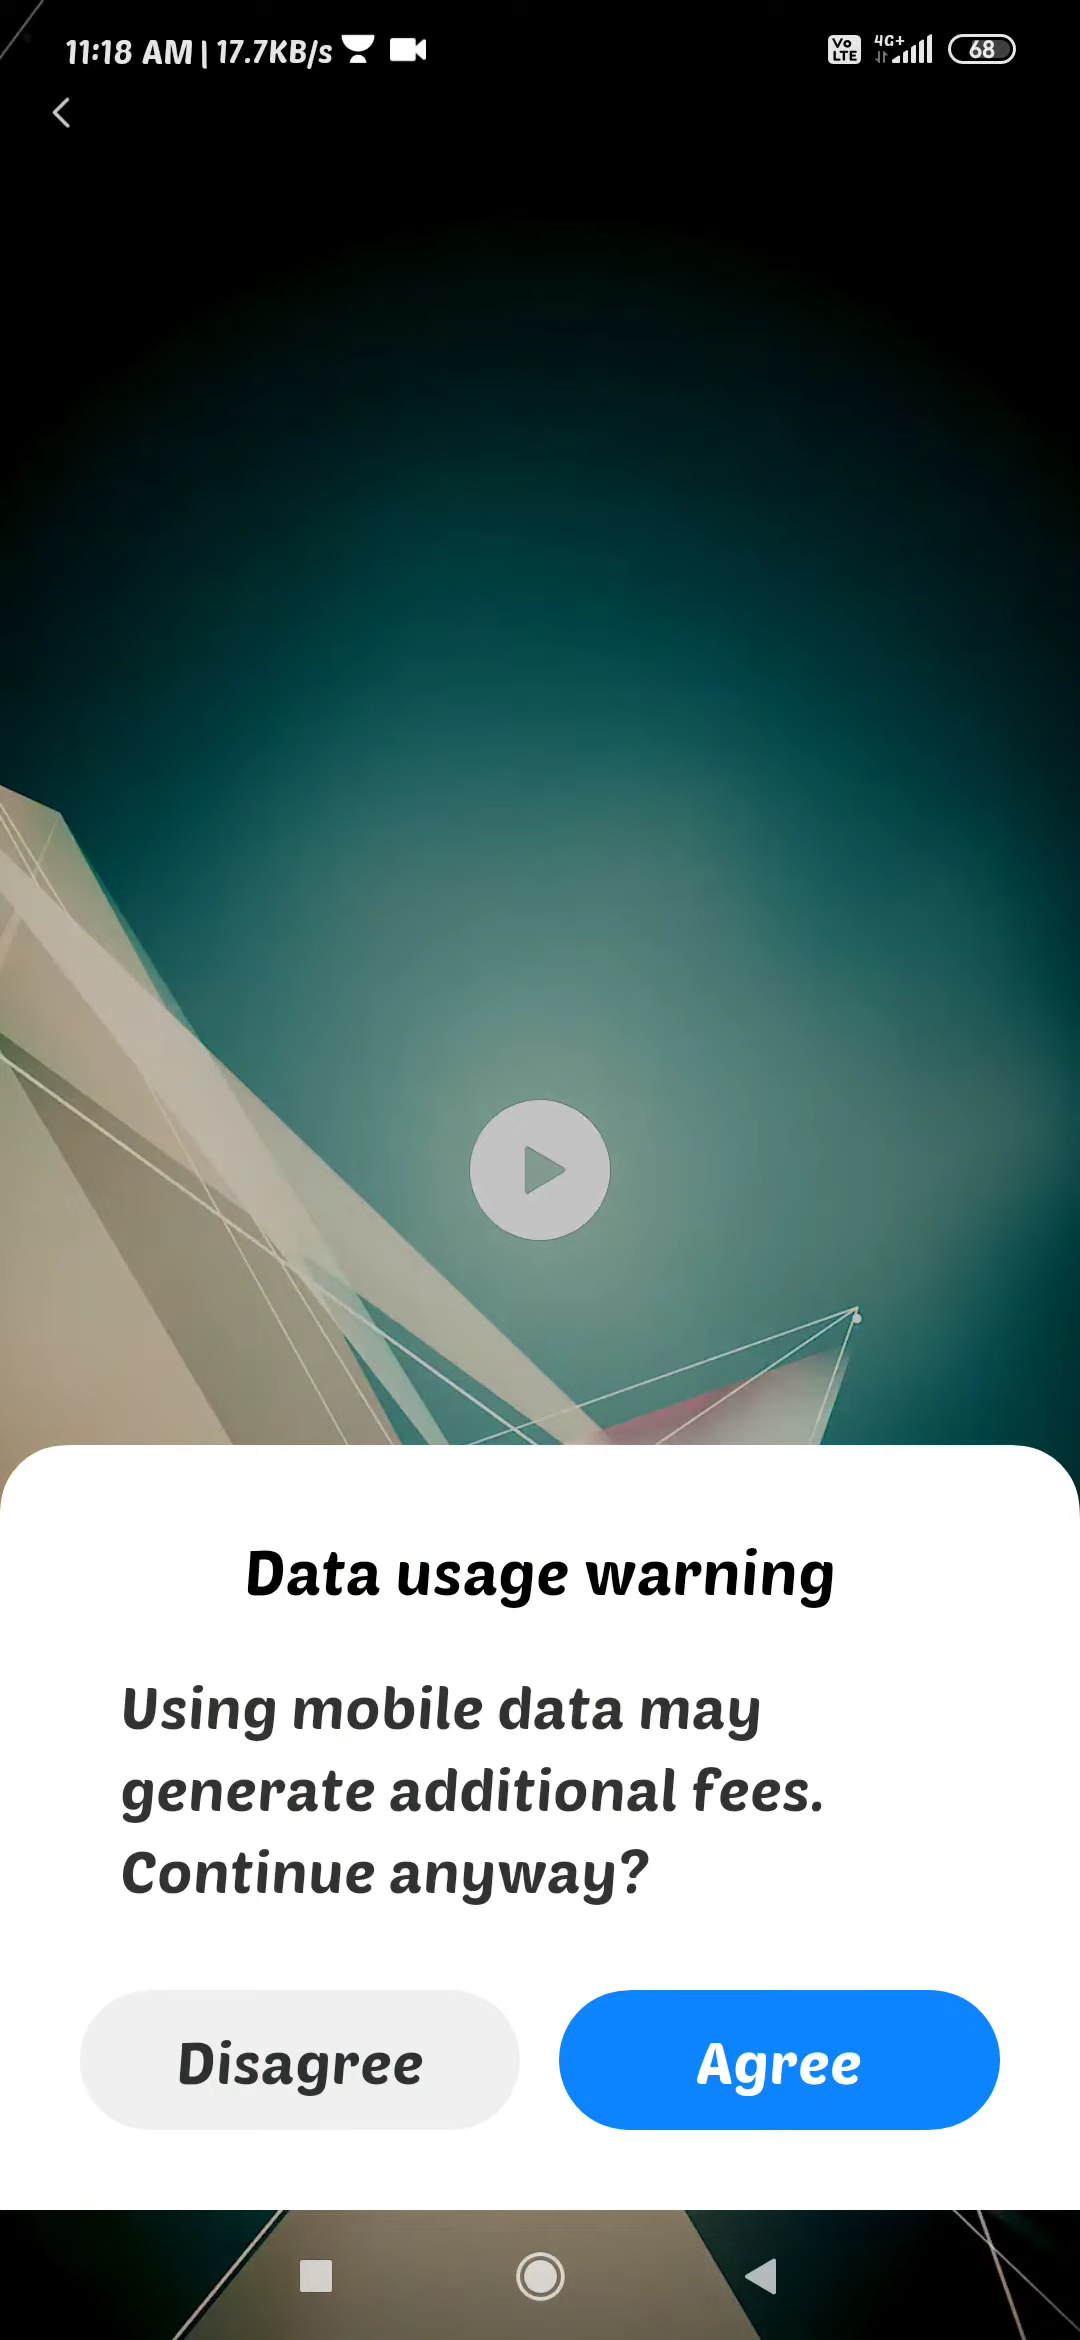 11:18 AM | 17.7KB/s Vo LTE 4G+ 68
Data usage warning
Using mobile data may
generate additional fees.
Continue anyway?
Disagree Agree